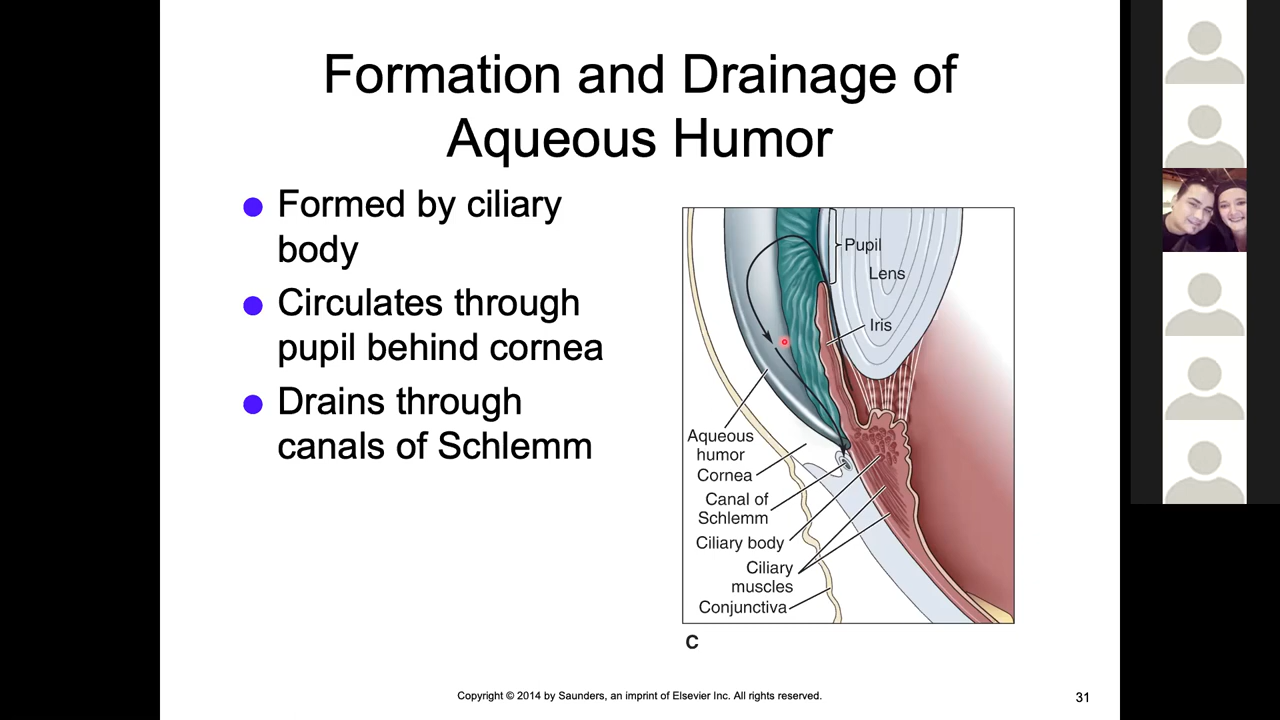 Formation and Drainage of
Aqueous Humor
● Formed by ciliary
body
● Circulates through
pupil behind cornea
● Drains through
canals of Schlemm
Pupil
Lens
Iris
Aqueous
humor
Cornea
Canal of
Schlemm
Ciliary body
Ciliary
muscles
Conjunctiva
C
Copyright © 2014 by Saunders, an imprint of Elsevier Inc. All rights reserved.
31